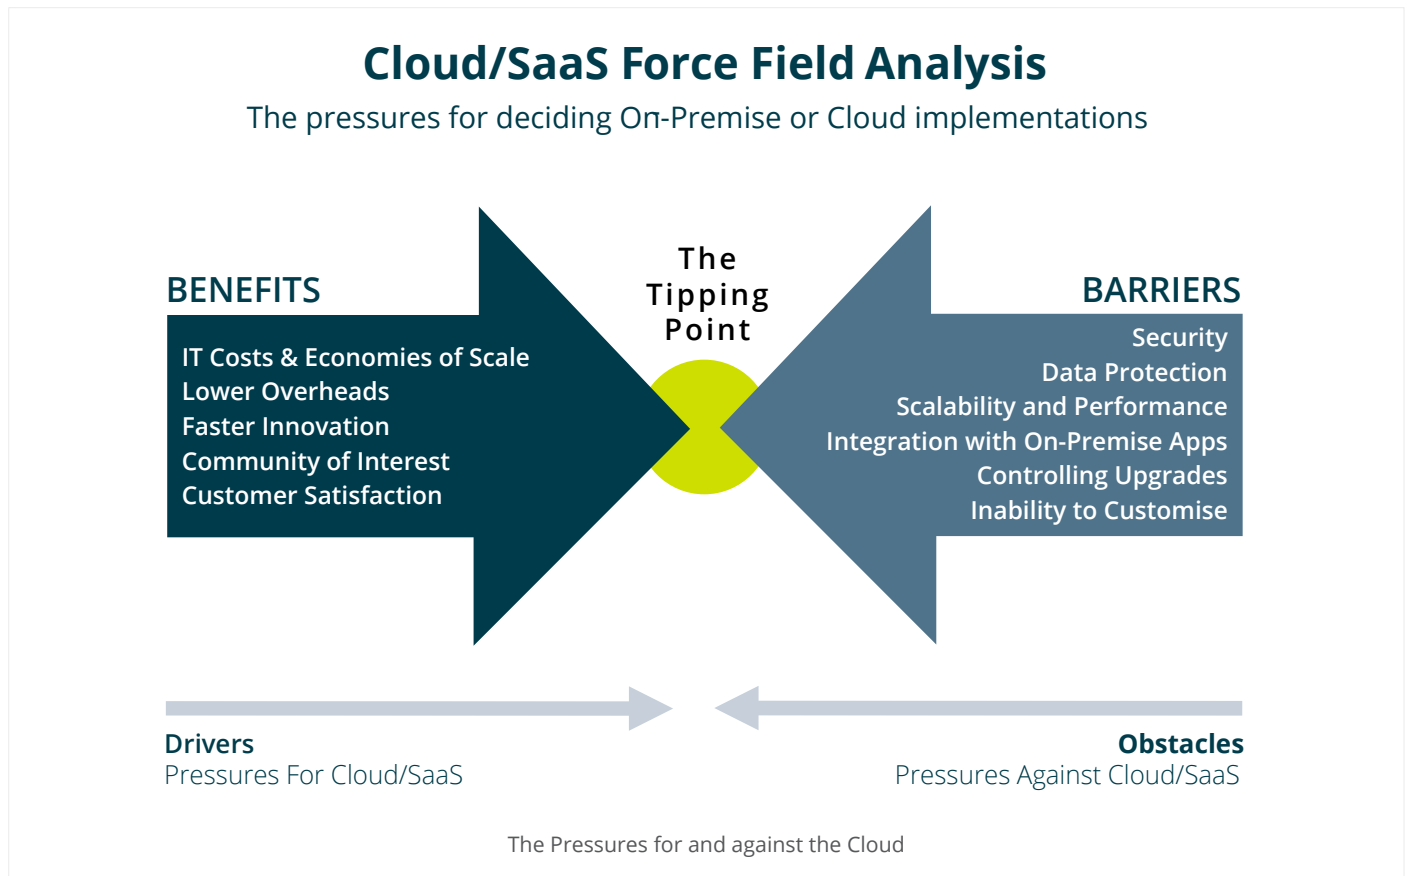 Cloud/SaaS Force Field Analysis
The pressures for deciding On-Premise or Cloud implementations
The
Tipping
Point
BENEFITS
IT Costs & Economies of Scale
Lower Overheads
Faster Innovation
Community of Interest
Customer Satisfaction
BARRIERS
Security
Data Protection
Scalability and Performance
Integration with On-Premise Apps
Controlling Upgrades
Inability to Customise
Drivers
Pressures For Cloud/SaaS
Obstacles
Pressures Against Cloud/SaaS
The Pressures for and against the Cloud